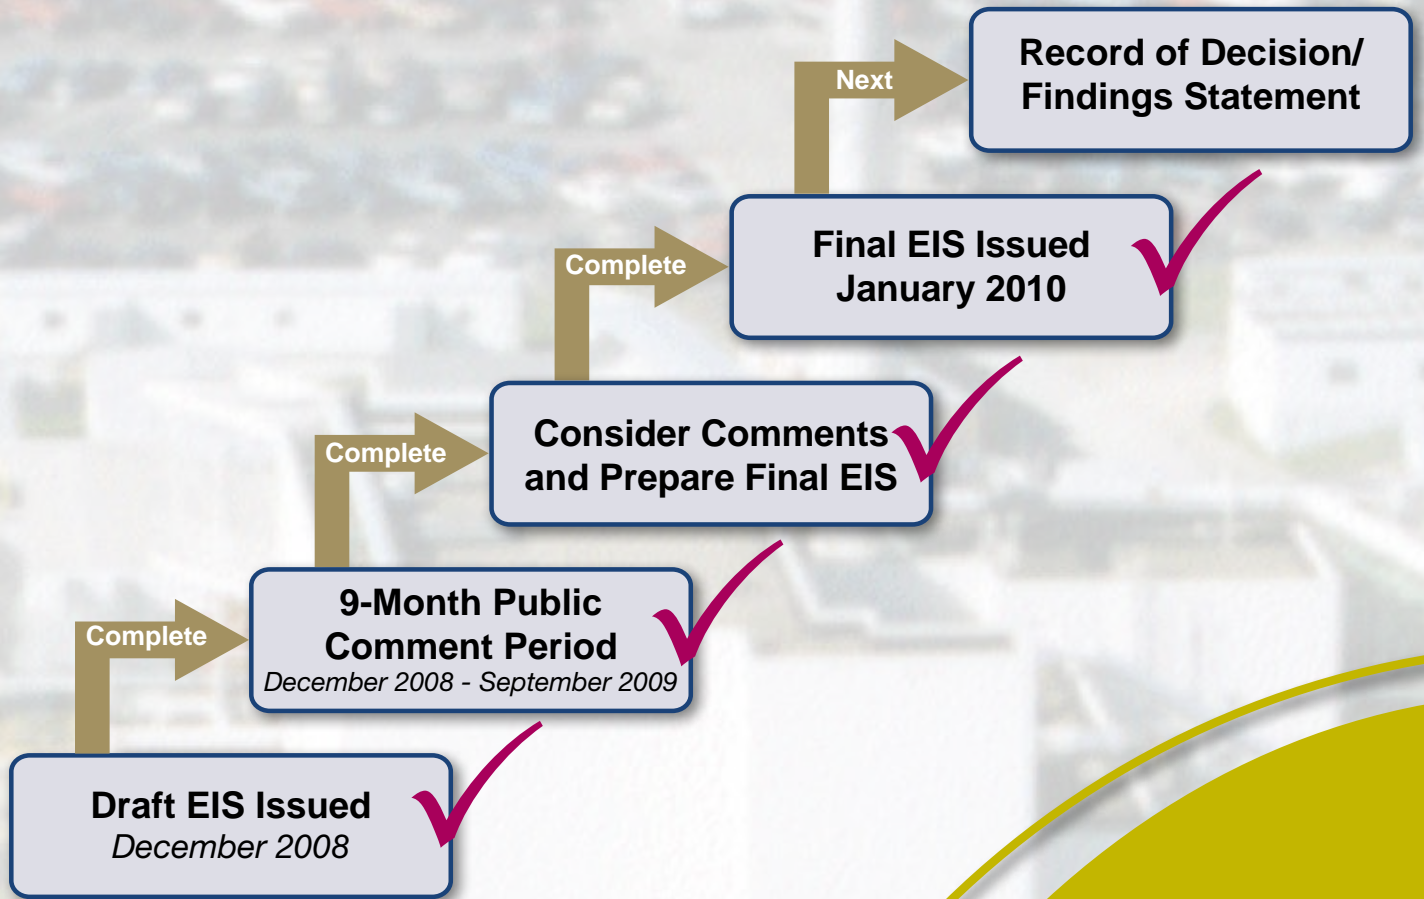 Record of Decision/
Findings Statement
Next
Final EIS Issued
January 2010
Complete
Consider Comments
and Prepare Final EIS
Complete
9-Month Public
Comment Period
December 2008 - September 2009
Complete
Draft EIS Issued
December 2008